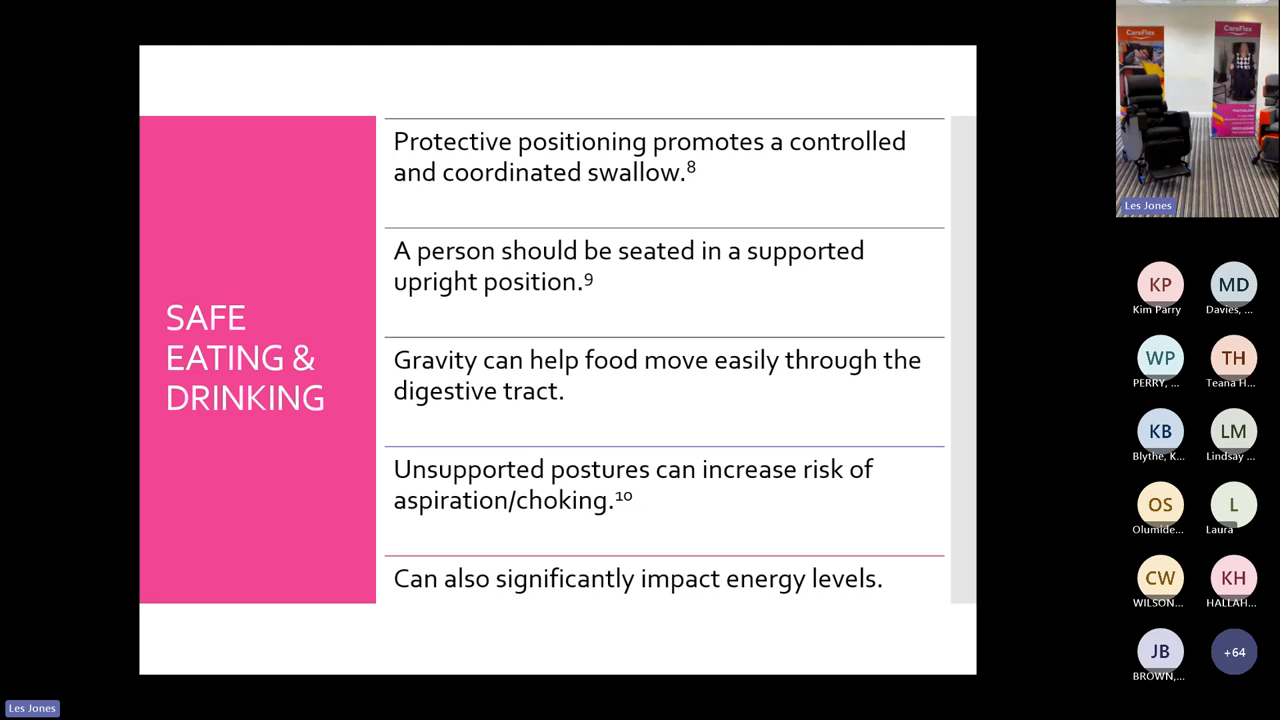 SAFE
EATING &
DRINKING
Protective positioning promotes a controlled
and coordinated swallow.⁸
A person should be seated in a supported
upright position.⁹
Gravity can help food move easily through the
digestive tract.
Unsupported postures can increase risk of
aspiration/choking.¹⁰
Can also significantly impact energy levels.
CareFlex
CareFlex
Les Jones
KP
MD
Kim Parry
Davies, ...
WP
TH
PERRY, ...
Teana H...
KB
LM
Blythe, K...
Lindsay ...
OS
L
Olumide...
Laura
CW
KH
WILSON...
HALLAH...
JB
+64
BROWN,...
Les Jones